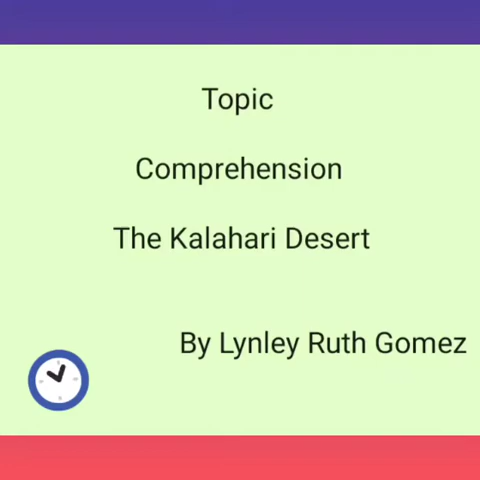 Topic
Comprehension
The Kalahari Desert
By Lynley Ruth Gomez